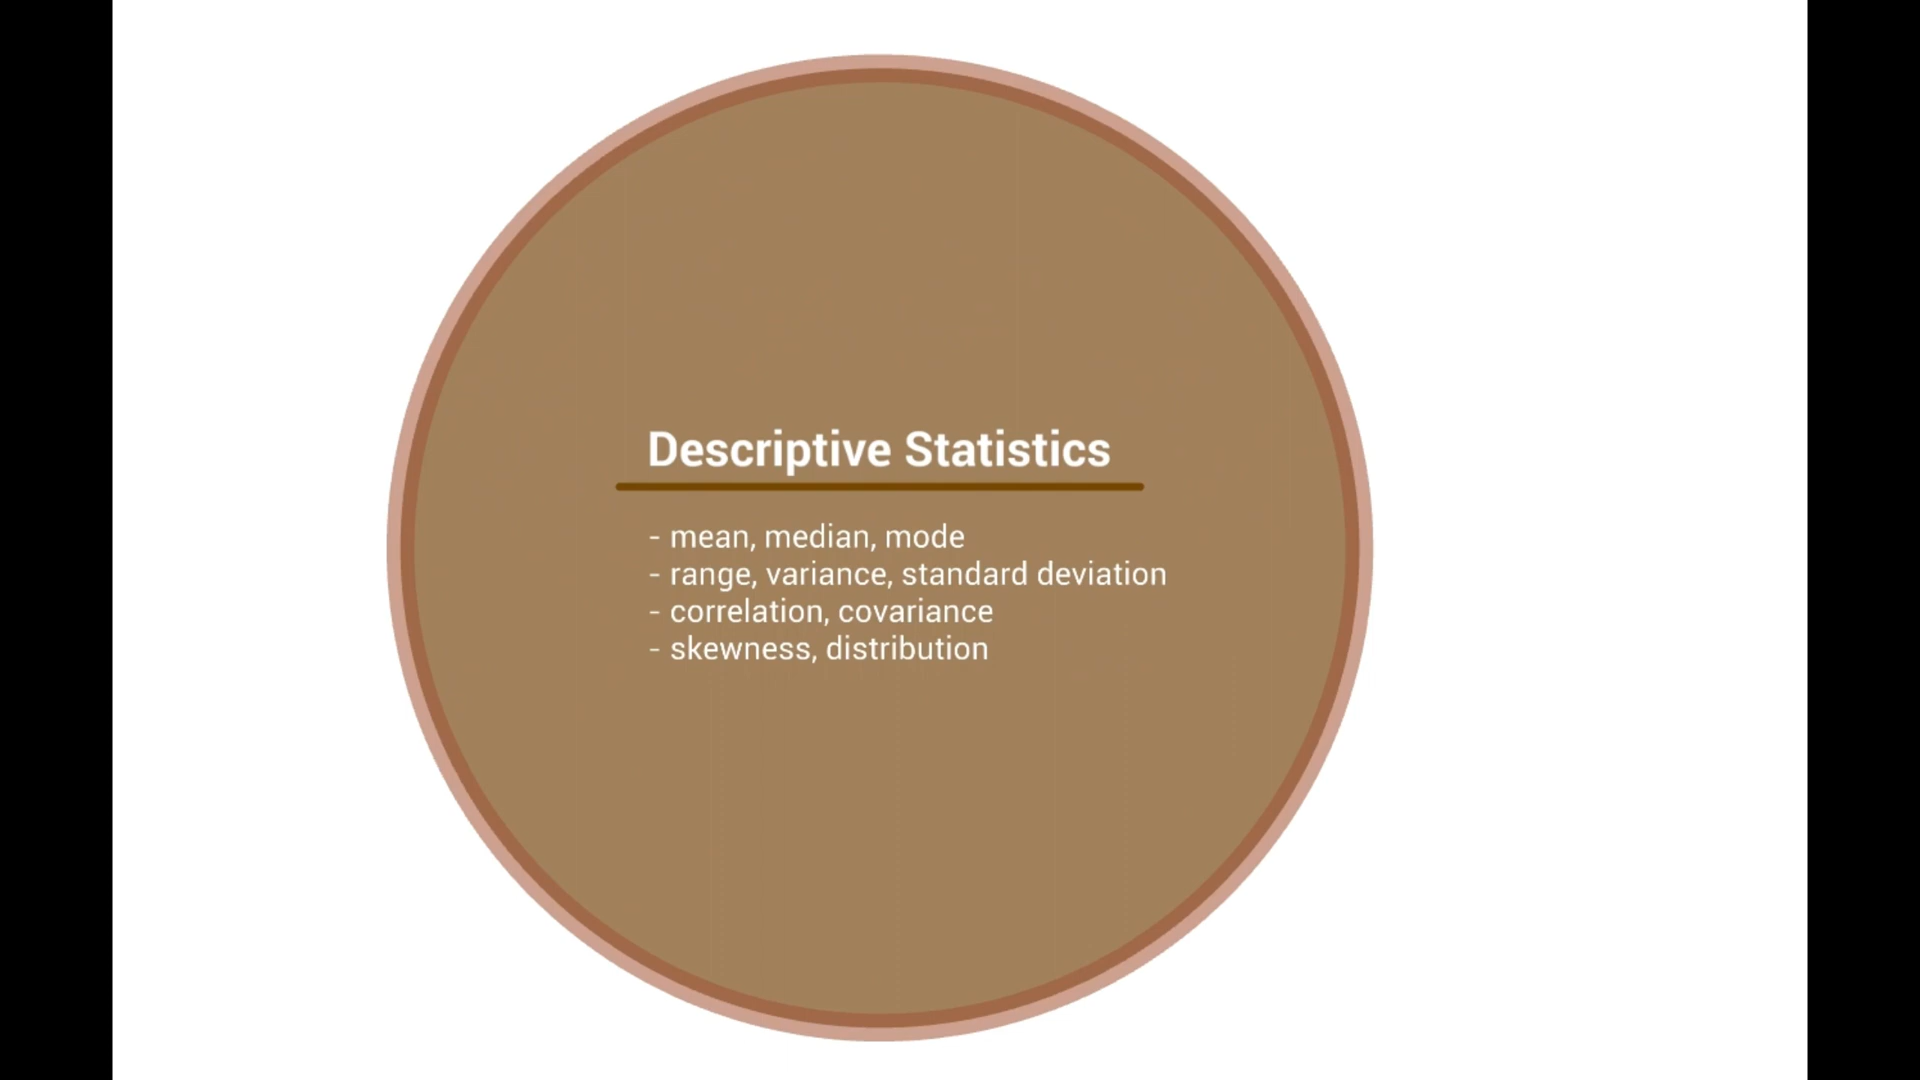 Descriptive Statistics
- mean, median, mode
- range, variance, standard deviation
- correlation, covariance
- skewness, distribution